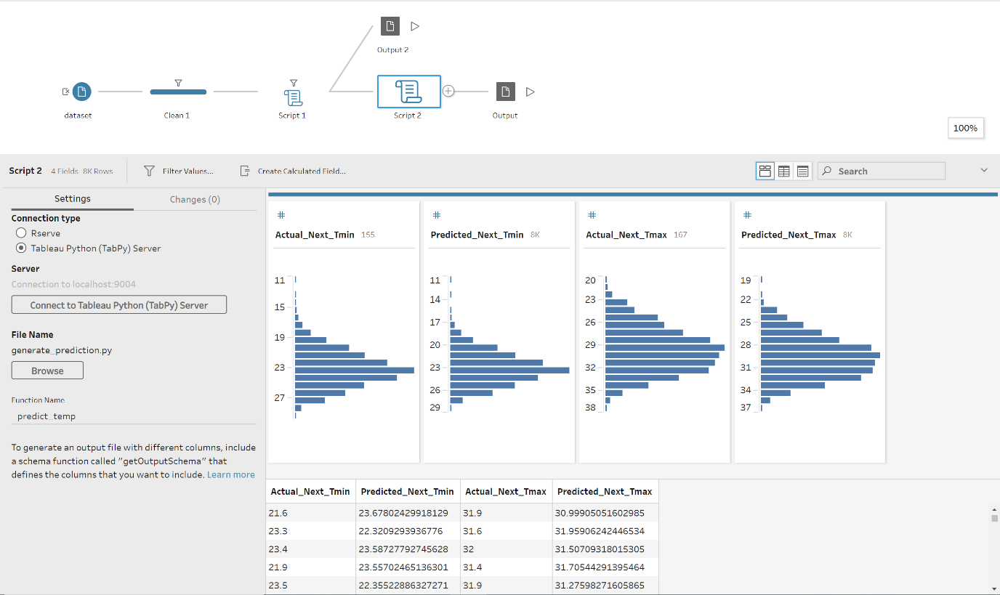 Output 2
dataset
Clean 1
Script 1
Script 2
Output
100%
Script 2 4 Fields 8K Rows
Filter Values...
Create Calculated Field...
Search
Settings
Changes (0)
Connection type
Rserve
Tableau Python (TabPy) Server
Server
Connection to localhost:9004
Connect to Tableau Python (TabPy) Server
File Name
generate_prediction.py
Browse
Function Name
predict_temp
To generate an output file with different columns, include
a schema function called "getOutputSchema" that
defines the columns that you want to include. Learn more
#
Actual_Next_Tmin 155
11
15
19
23
27
#
Predicted_Next_Tmin 8K
11
14
17
20
23
26
29
#
Actual_Next_Tmax 167
20
23
26
29
32
35
38
#
Predicted_Next_Tmax 8K
19
22
25
28
31
34
37
Actual_Next_Tmin Predicted_Next_Tmin Actual_Next_Tmax Predicted_Next_Tmax
21.6 23.67802429918129 31.9 30.99905051602985
23.3 22.3209293936776 31.6 31.95906242446534
23.4 23.58727792745628 32 31.50709318015305
21.9 23.55702465136301 31.4 31.70544291395464
23.5 22.35522886327271 31.9 31.27598271605865